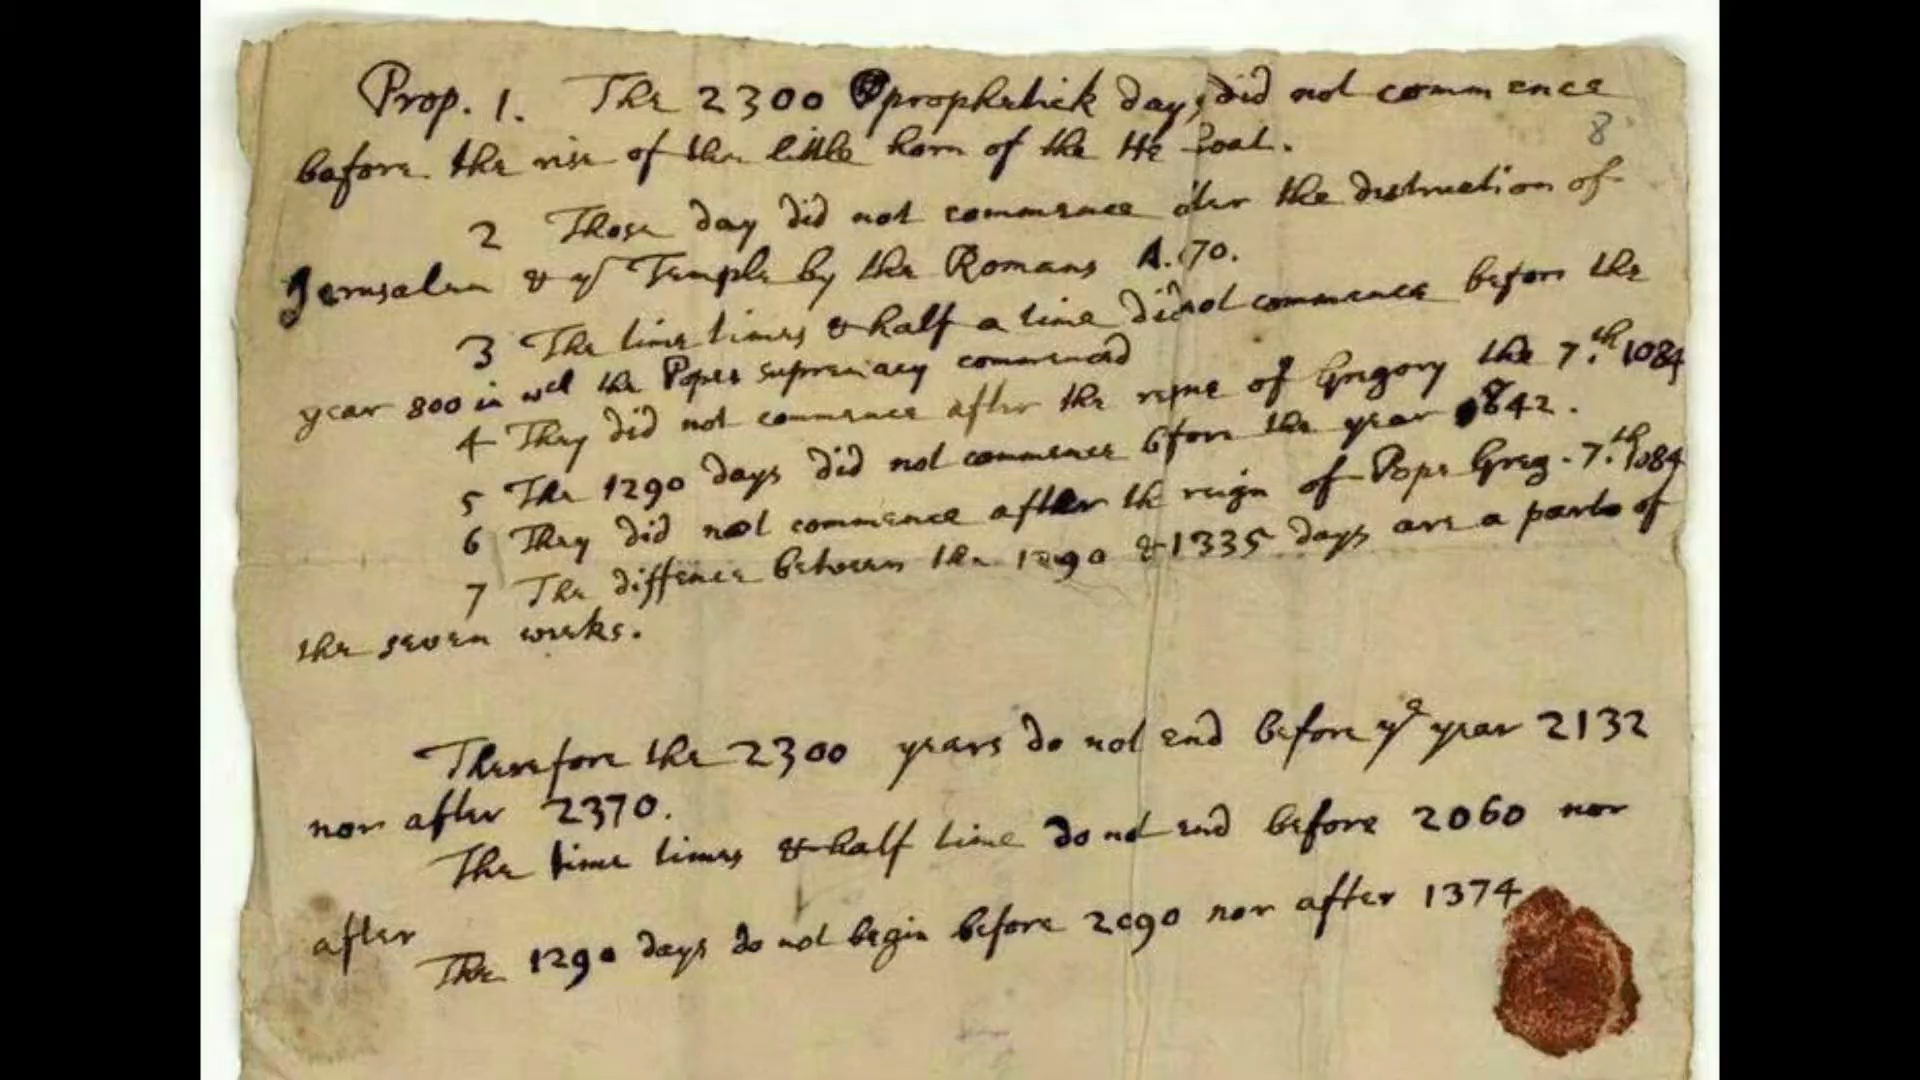 Prop. 1. The 2300 prophetick days did not commence
before the rise of the little horn of the He Goat.
2 Those day did not commence after the destruction of
Jerusalem & ye Temple by the Romans A. 70.
3 The time times & half a time did not commence before the
year 800 in wch the Popes supremacy commenced
4 They did not commence after the reigne of Gregory the 7.th 1084
5 The 1290 days did not commence before the year 842.
6 They did not commence after the reign of Pope Greg. 7.th 1084
7 The diffence between the 1290 & 1335 days are a parts of
the seven weeks.
Therefore the 2300 years do not end before ye year 2132
nor after 2370.
The time times & half time do not end before 2060 nor
after
The 1290 days do not begin before 2090 nor after 1374
8